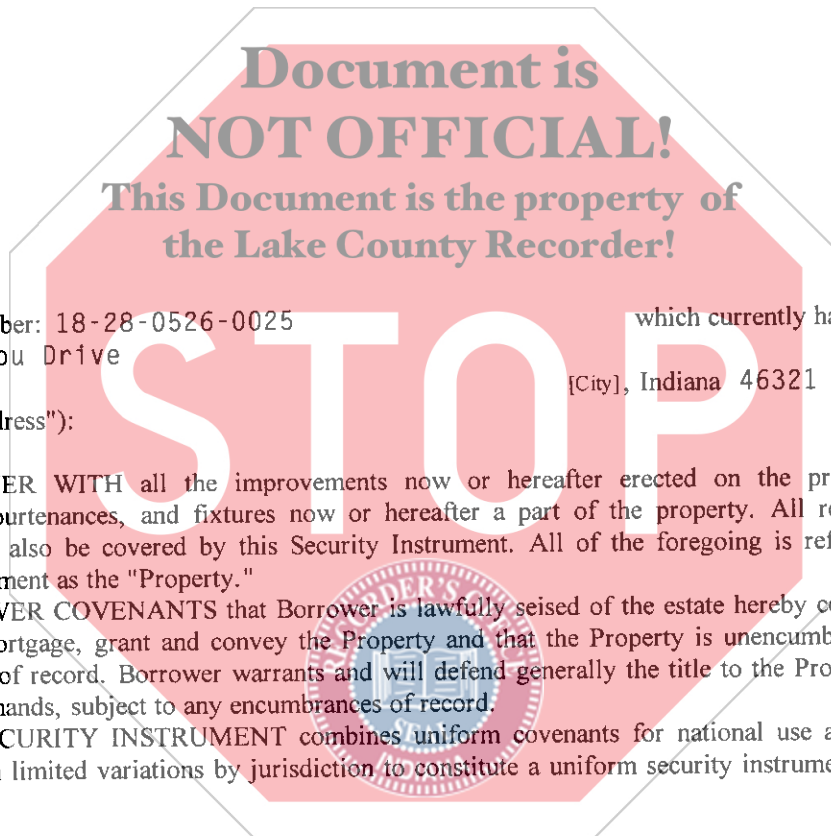 Document is
NOT OFFICIAL!
This Document is the property of
the Lake County Recorder!
ber: 18-28-0526-0025 which currently ha
ou Drive
[City], Indiana 46321
lress"):
STOP
ER WITH all the improvements now or hereafter erected on the pr
purtenances, and fixtures now or hereafter a part of the property. All re
also be covered by this Security Instrument. All of the foregoing is ref
ment as the "Property."
VER COVENANTS that Borrower is lawfully seised of the estate hereby co
ortgage, grant and convey the Property and that the Property is unencumb
of record. Borrower warrants and will defend generally the title to the Pro
nands, subject to any encumbrances of record.
CURITY INSTRUMENT combines uniform covenants for national use a
limited variations by jurisdiction to constitute a uniform security instrume
RECORDER'S
SEAL
INDIANA